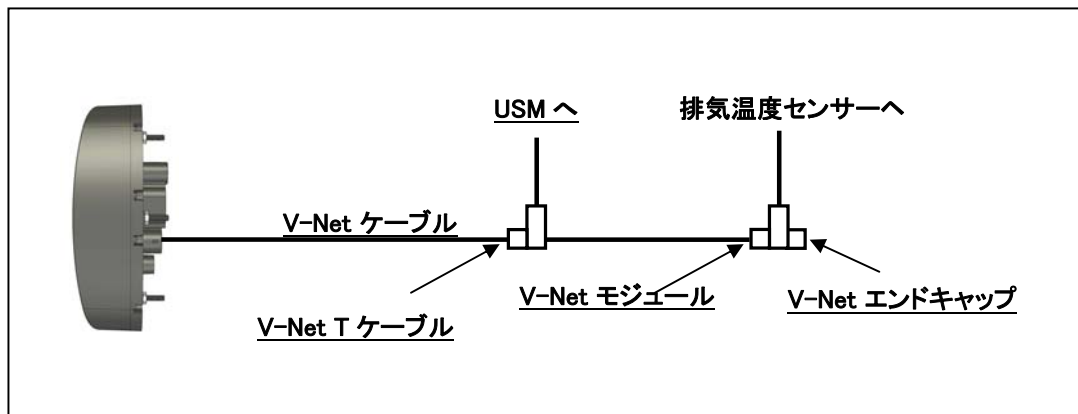 USM へ
排気温度センサーへ
V-Net ケーブル
V-Net モジュール
V-Net エンドキャップ
V-Net T ケーブル